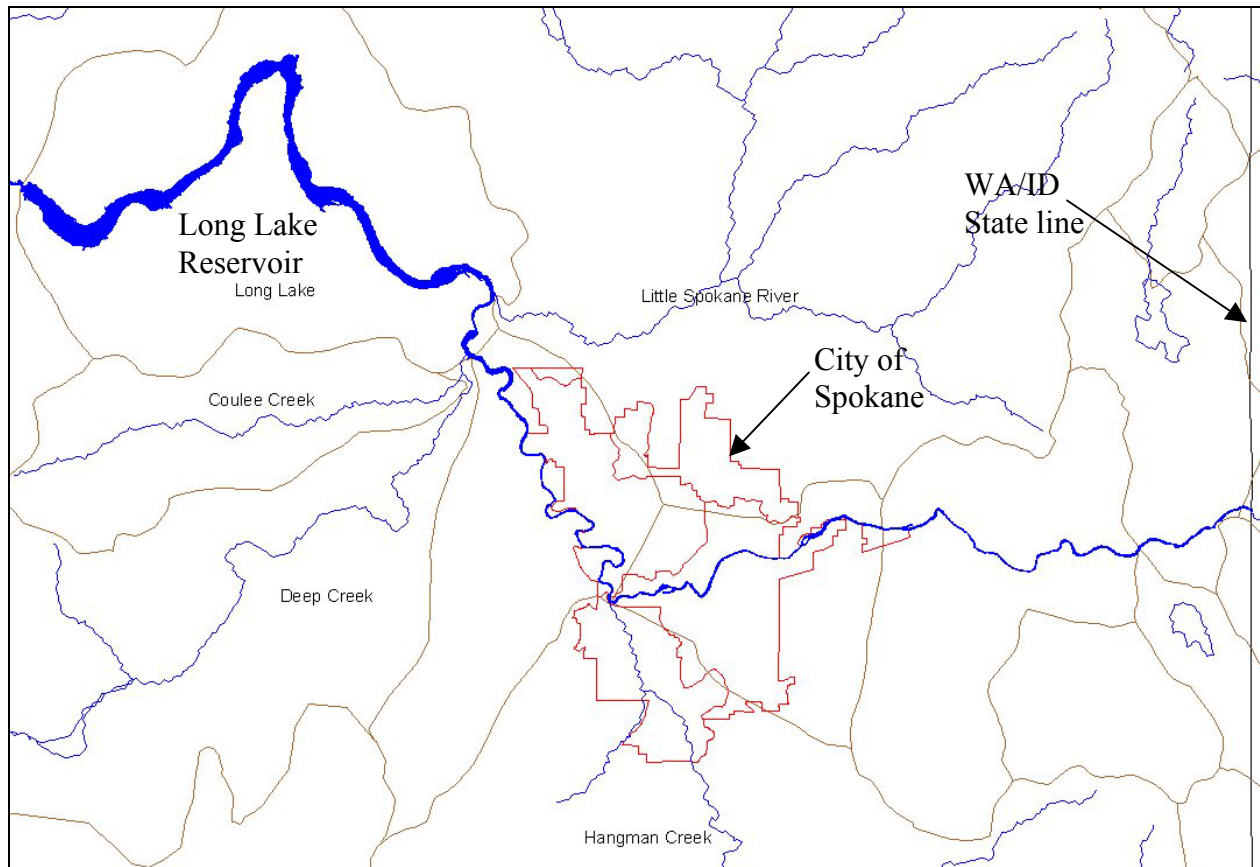 WA/ID
State line
Long Lake
Reservoir
Long Lake
Little Spokane River
City of
Spokane
Coulee Creek
Deep Creek
Hangman Creek